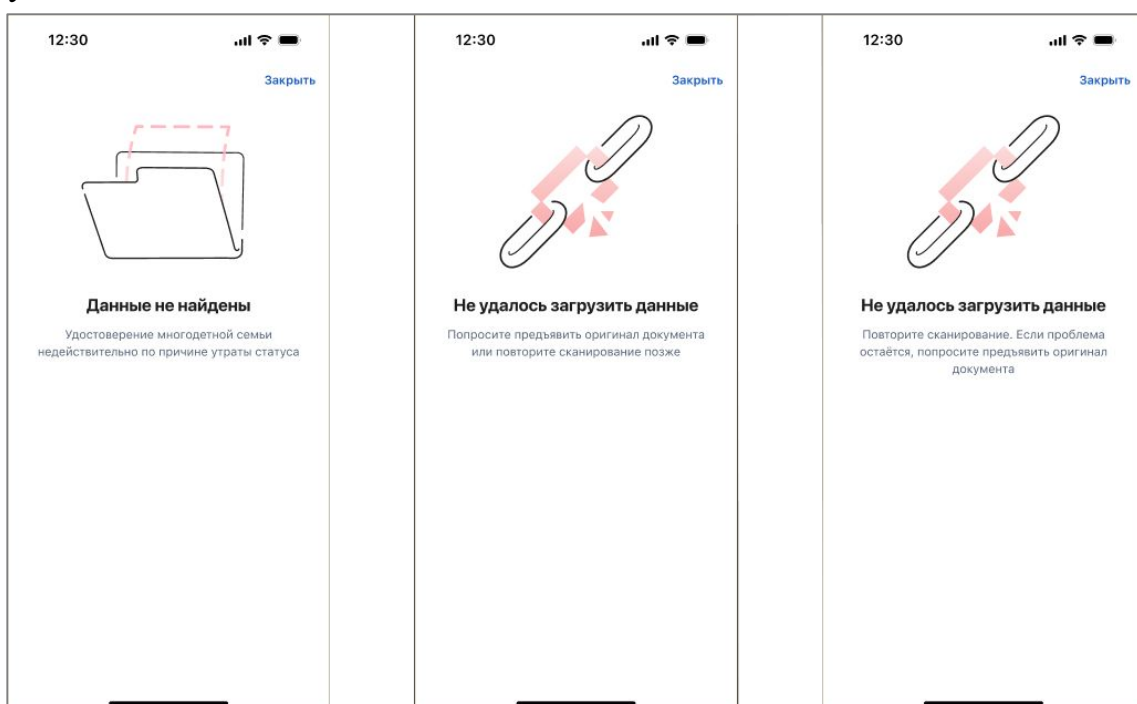 12:30
Закрыть
Данные не найдены
Удостоверение многодетной семьи
недействительно по причине утраты статуса
12:30
Закрыть
Не удалось загрузить данные
Попросите предъявить оригинал документа
или повторите сканирование позже
12:30
Закрыть
Не удалось загрузить данные
Повторите сканирование. Если проблема
остаётся, попросите предъявить оригинал
документа